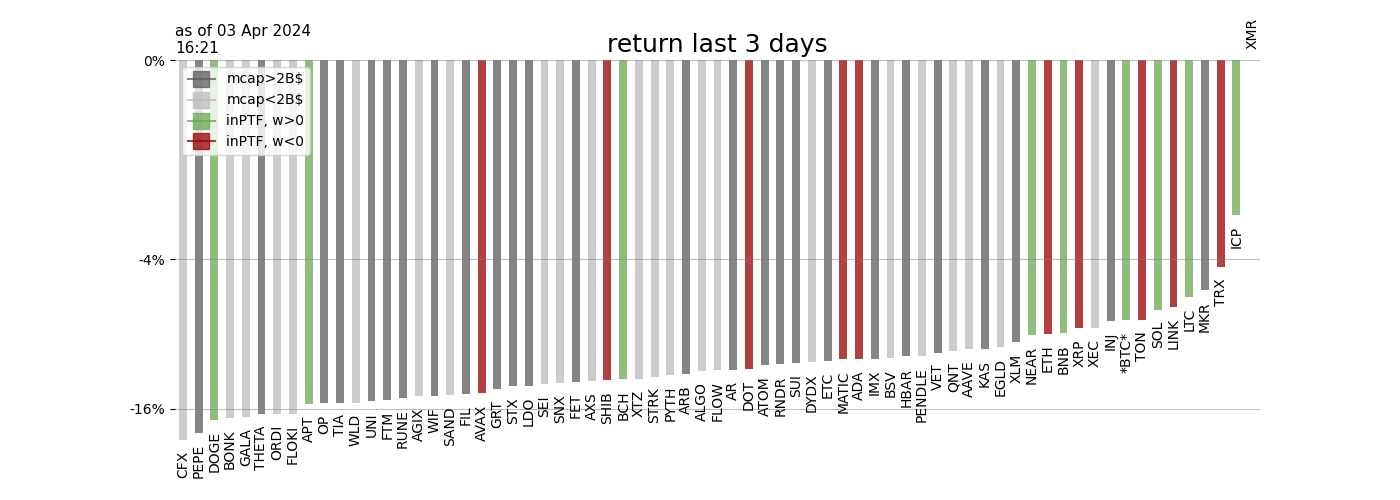 as of 03 Apr 2024
16:21
return last 3 days
XMR
0%
-4%
-16%
mcap>2B$
mcap<2B$
inPTF, w>0
inPTF, w<0
CFX
PEPE
DOGE
BONK
GALA
THETA
ORDI
FLOKI
APT
OP
TIA
WLD
UNI
FTM
RUNE
AGIX
WIF
SAND
FIL
AVAX
GRT
STX
LDO
SEI
SNX
FET
AXS
SHIB
BCH
XTZ
STRK
PYTH
ARB
ALGO
FLOW
AR
DOT
ATOM
RNDR
SUI
DYDX
ETC
MATIC
ADA
IMX
BSV
HBAR
PENDLE
VET
QNT
AAVE
KAS
EGLD
XLM
NEAR
ETH
BNB
XRP
XEC
INJ
*BTC*
TON
SOL
LINK
LTC
MKR
TRX
ICP